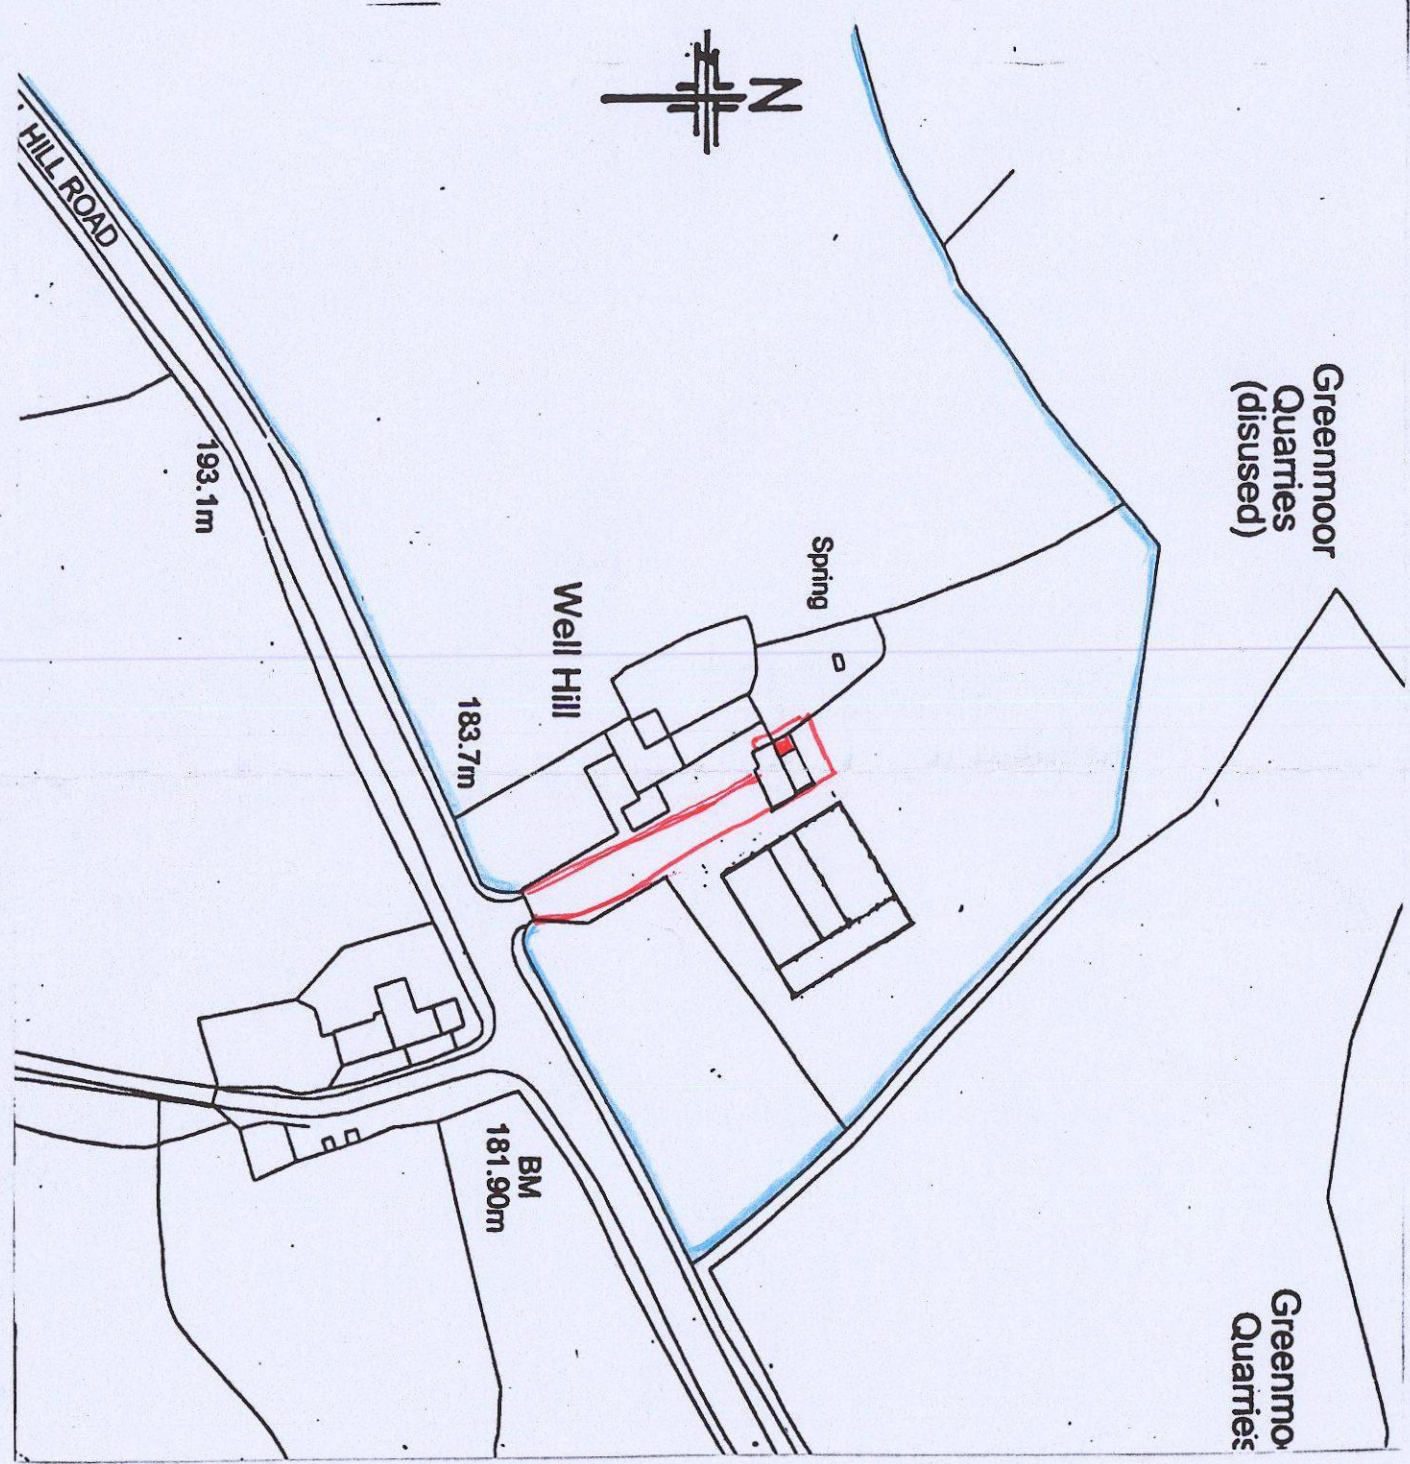 N
Greenmoor
Quarries
(disused)
Greenmo
Quarries
Spring
Well Hill
183.7m
193.1m
HILL ROAD
BM
181.90m